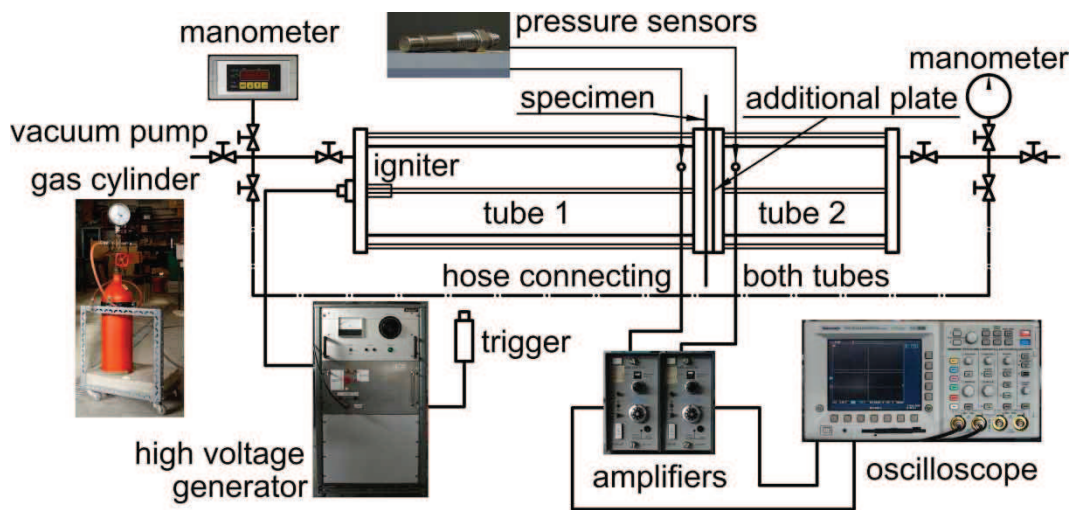 manometer
pressure sensors
manometer
specimen
additional plate
vacuum pump
gas cylinder
igniter
tube 1
tube 2
hose connecting
both tubes
trigger
high voltage
generator
amplifiers
oscilloscope